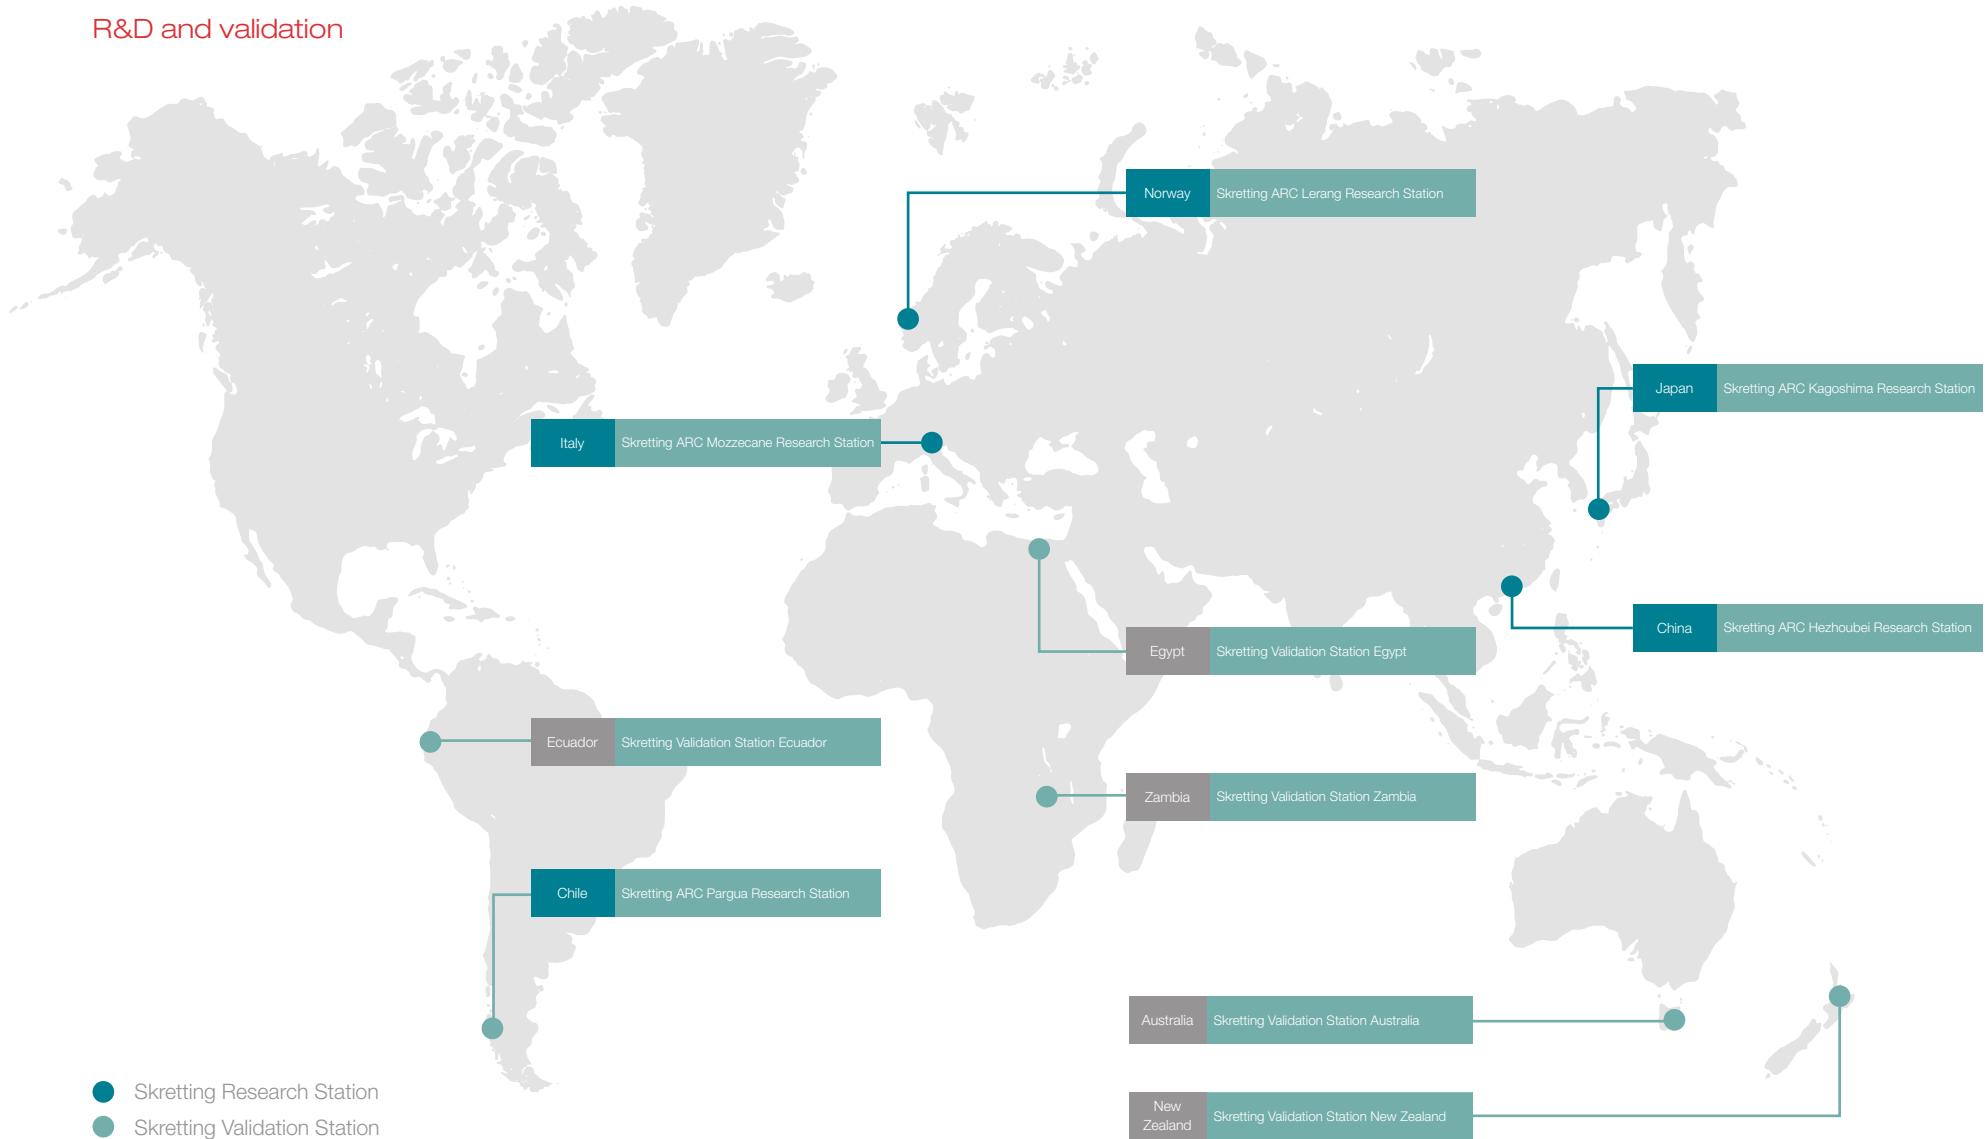 R&D and validation
Norway
Skretting ARC Lerang Research Station
Japan
Skretting ARC Kagoshima Research Station
Italy
Skretting ARC Mozzecane Research Station
China
Skretting ARC Hezhoubei Research Station
Egypt
Skretting Validation Station Egypt
Ecuador
Skretting Validation Station Ecuador
Zambia
Skretting Validation Station Zambia
Chile
Skretting ARC Pargua Research Station
Australia
Skretting Validation Station Australia
New
Zealand
Skretting Validation Station New Zealand
Skretting Research Station
Skretting Validation Station